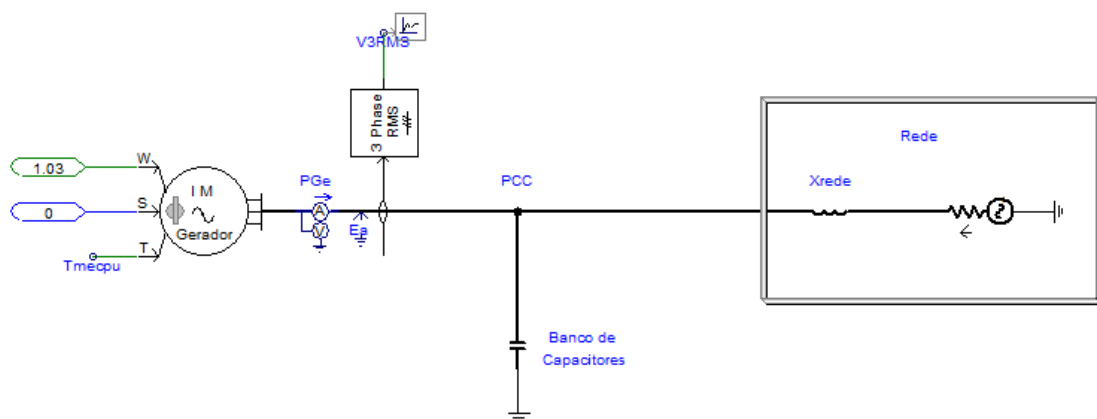 V3RMS
3 Phase
RMS
Rede
1.03
W
I M
PGe
PCC
Xrede
0
S
A
Gerador
V
Ea
T
Tmecpu
Banco de
Capacitores